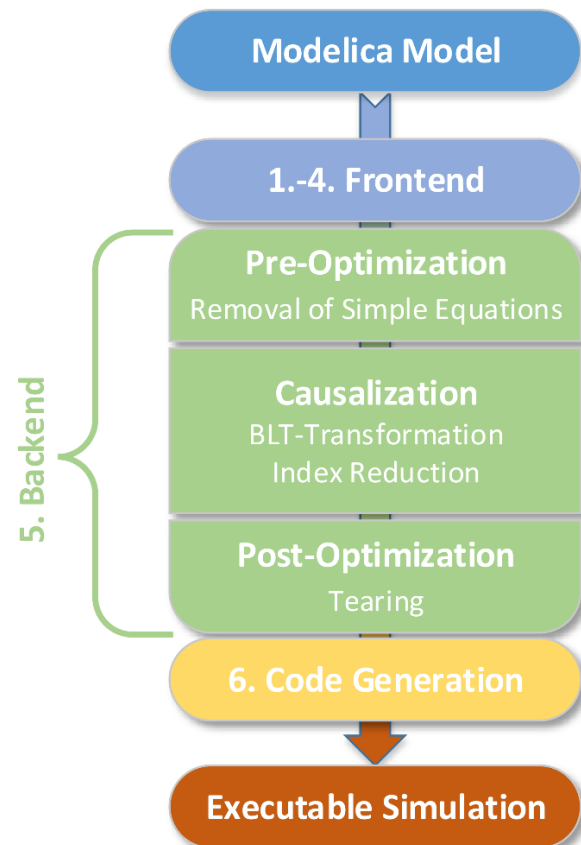 Modelica Model
1.-4. Frontend
5. Backend
Pre-Optimization
Removal of Simple Equations
Causalization
BLT-Transformation
Index Reduction
Post-Optimization
Tearing
6. Code Generation
Executable Simulation